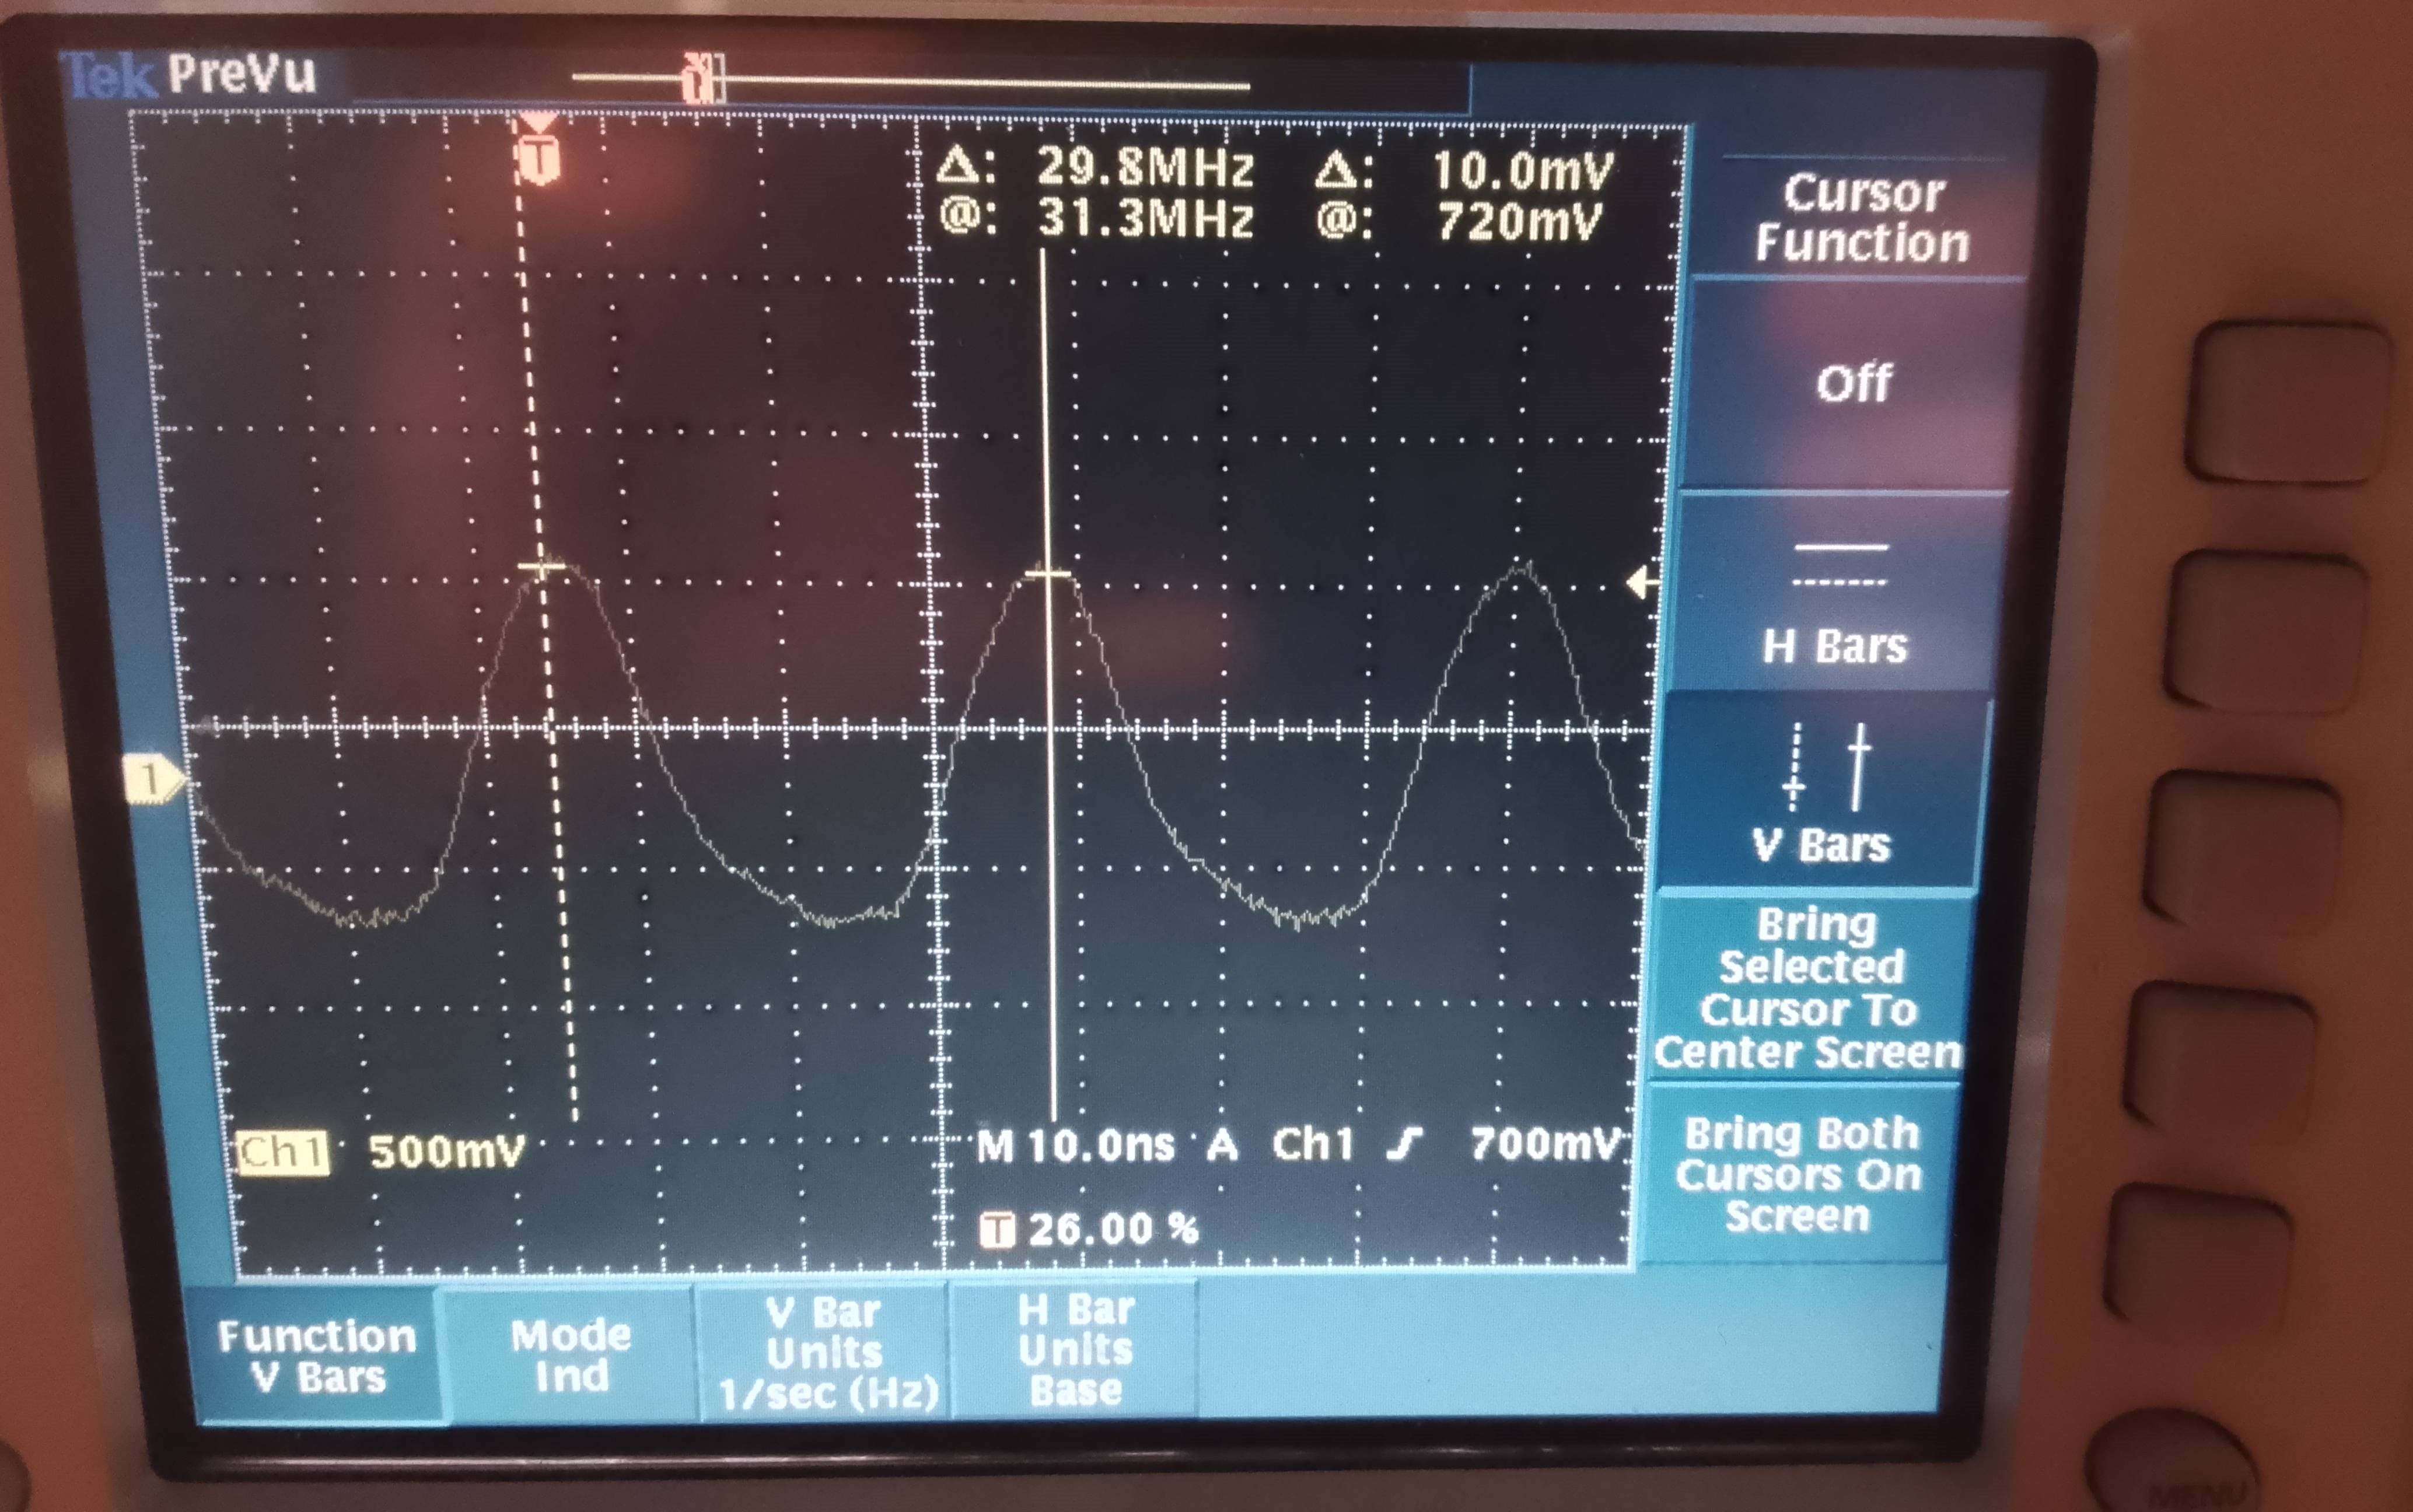 Tek PreVu
T
Δ: 29.8MHz Δ: 10.0mV
@: 31.3MHz @: 720mV
Cursor
Function
Off
H Bars
V Bars
Bring
Selected
Cursor To
Center Screen
Bring Both
Cursors On
Screen
1
Ch1 500mV M 10.0ns A Ch1 700mV
T 26.00 %
Function
V Bars
Mode
Ind
V Bar
Units
1/sec (Hz)
H Bar
Units
Base
MENU